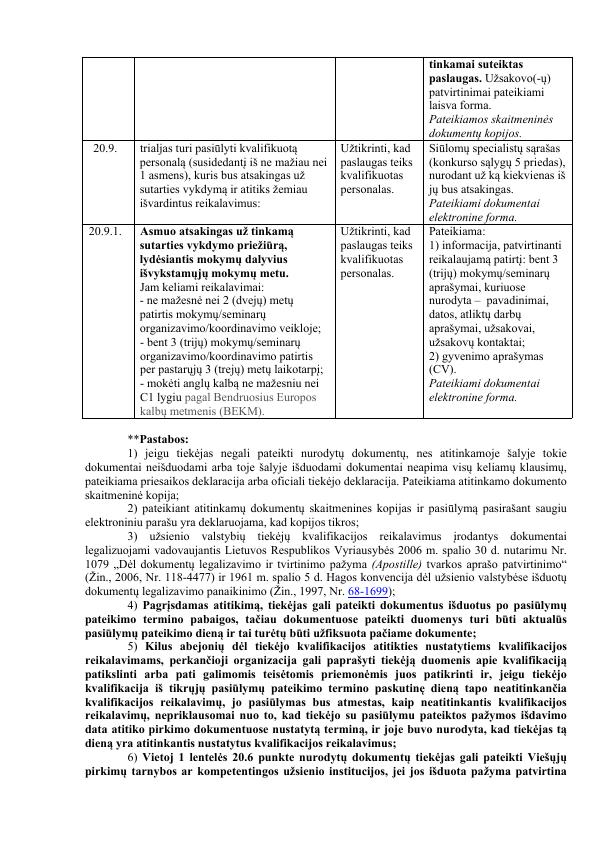 tinkamai suteiktas
paslaugas. Užsakovo(-ų)
patvirtinimai pateikiami
laisva forma.
Pateikiamos skaitmeninės
dokumentų kopijos.
20.9.
trialjas turi pasiūlyti kvalifikuotą
personalą (susidedantį iš ne mažiau nei
1 asmens), kuris bus atsakingas už
sutarties vykdymą ir atitiks žemiau
išvardintus reikalavimus:
Užtikrinti, kad
paslaugas teiks
kvalifikuotas
personalas.
Siūlomų specialistų sąrašas
(konkurso sąlygų 5 priedas),
nurodant už ką kiekvienas iš
jų bus atsakingas.
Pateikiami dokumentai
elektronine forma.
20.9.1.
Asmuo atsakingas už tinkamą
sutarties vykdymo priežiūrą,
lydėsiantis mokymų dalyvius
išvykstamųjų mokymų metu.
Jam keliami reikalavimai:
- ne mažesnė nei 2 (dvejų) metų
patirtis mokymų/seminarų
organizavimo/koordinavimo veikloje;
- bent 3 (trijų) mokymų/seminarų
organizavimo/koordinavimo patirtis
per pastarųjų 3 (trejų) metų laikotarpį;
- mokėti anglų kalbą ne mažesniu nei
C1 lygiu pagal Bendruosius Europos
kalbų metmenis (BEKM).
Užtikrinti, kad
paslaugas teiks
kvalifikuotas
personalas.
Pateikiama:
1) informacija, patvirtinanti
reikalaujamą patirtį: bent 3
(trijų) mokymų/seminarų
aprašymai, kuriuose
nurodyta – pavadinimai,
datos, atliktų darbų
aprašymai, užsakovai,
užsakovų kontaktai;
2) gyvenimo aprašymas
(CV).
Pateikiami dokumentai
elektronine forma.
**Pastabos:
1) jeigu tiekėjas negali pateikti nurodytų dokumentų, nes atitinkamoje šalyje tokie
dokumentai neišduodami arba toje šalyje išduodami dokumentai neapima visų keliamų klausimų,
pateikiama priesaikos deklaracija arba oficiali tiekėjo deklaracija. Pateikiama atitinkamo dokumento
skaitmeninė kopija;
2) pateikiant atitinkamų dokumentų skaitmenines kopijas ir pasiūlymą pasirašant saugiu
elektroniniu parašu yra deklaruojama, kad kopijos tikros;
3) užsienio valstybių tiekėjų kvalifikacijos reikalavimus įrodantys dokumentai
legalizuojami vadovaujantis Lietuvos Respublikos Vyriausybės 2006 m. spalio 30 d. nutarimu Nr.
1079 „Dėl dokumentų legalizavimo ir tvirtinimo pažyma (Apostille) tvarkos aprašo patvirtinimo“
(Žin., 2006, Nr. 118-4477) ir 1961 m. spalio 5 d. Hagos konvencija dėl užsienio valstybėse išduotų
dokumentų legalizavimo panaikinimo (Žin., 1997, Nr. 68-1699);
4) Pagrįsdamas atitikimą, tiekėjas gali pateikti dokumentus išduotus po pasiūlymų
pateikimo termino pabaigos, tačiau dokumentuose pateikti duomenys turi būti aktualūs
pasiūlymų pateikimo dieną ir tai turėtų būti užfiksuota pačiame dokumente;
5) Kilus abejonių dėl tiekėjo kvalifikacijos atitikties nustatytiems kvalifikacijos
reikalavimams, perkančioji organizacija gali paprašyti tiekėją duomenis apie kvalifikaciją
patikslinti arba pati galimomis teisėtomis priemonėmis juos patikrinti ir, jeigu tiekėjo
kvalifikacija iš tikrųjų pasiūlymų pateikimo termino paskutinę dieną tapo neatitinkančia
kvalifikacijos reikalavimų, jo pasiūlymas bus atmestas, kaip neatitinkantis kvalifikacijos
reikalavimų, nepriklausomai nuo to, kad tiekėjo su pasiūlymu pateiktos pažymos išdavimo
data atitiko pirkimo dokumentuose nustatytą terminą, ir joje buvo nurodyta, kad tiekėjas tą
dieną yra atitinkantis nustatytus kvalifikacijos reikalavimus;
6) Vietoj 1 lentelės 20.6 punkte nurodytų dokumentų tiekėjas gali pateikti Viešųjų
pirkimų tarnybos ar kompetentingos užsienio institucijos, jei jos išduota pažyma patvirtina